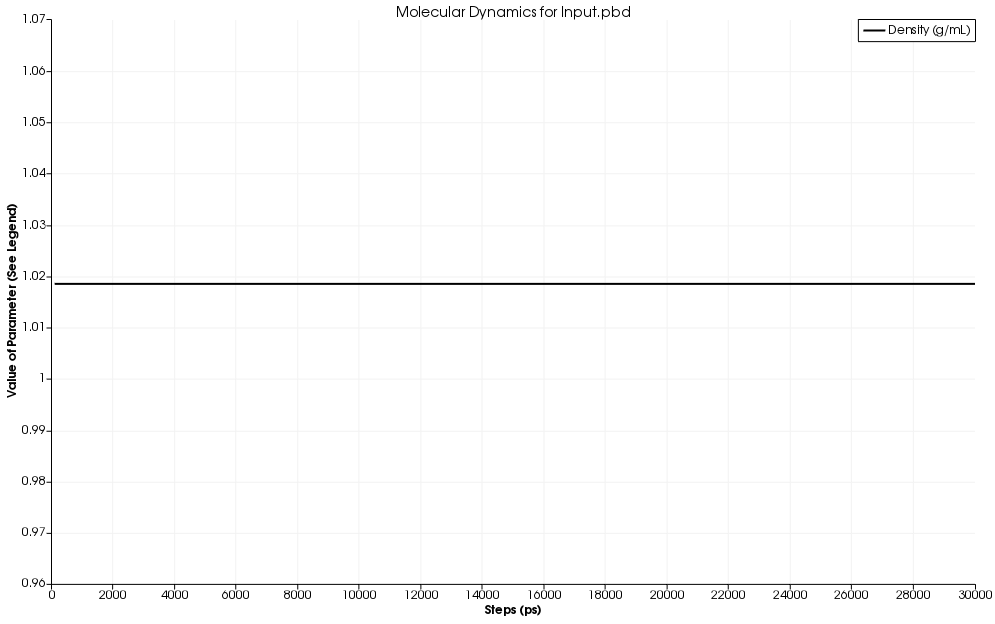 Molecular Dynamics for Input.pbd
Density (g/mL)
Value of Parameter (See Legend)
1.07
1.06
1.05
1.04
1.03
1.02
1.01
1
0.99
0.98
0.97
0.96
0 2000 4000 6000 8000 10000 12000 14000 16000 18000 20000 22000 24000 26000 28000 30000
Steps (ps)